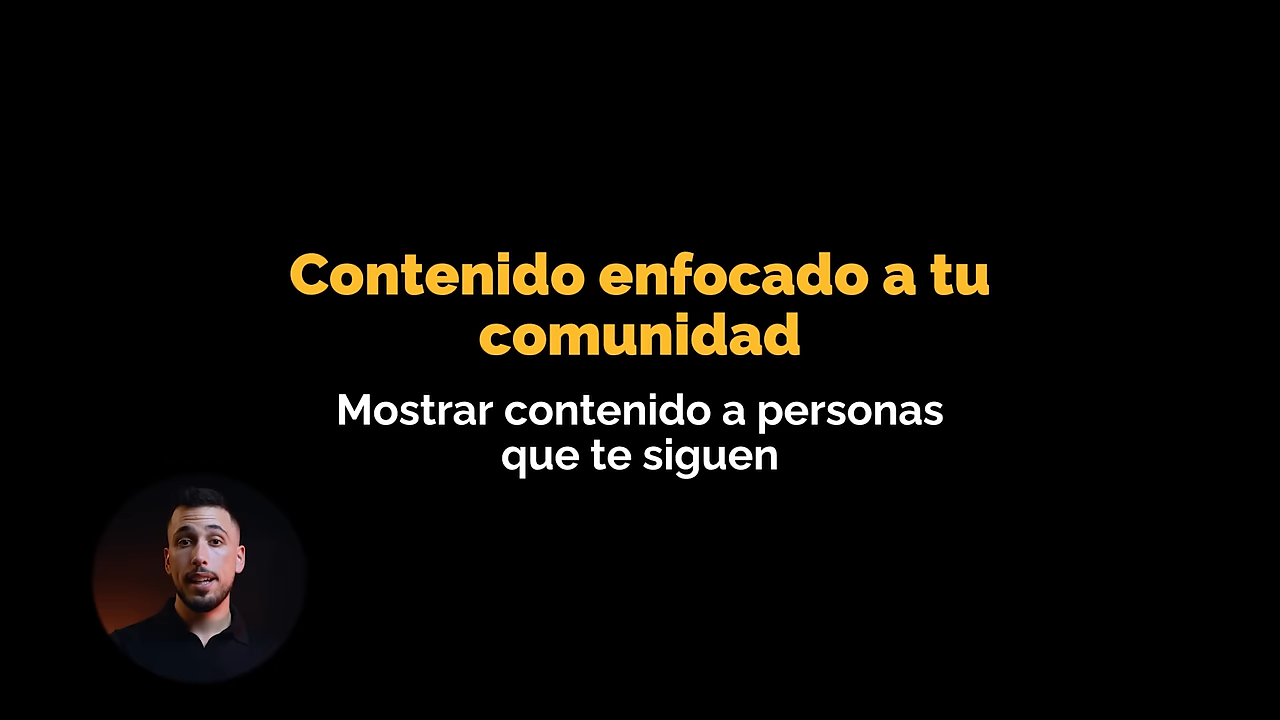 Contenido enfocado a tu
comunidad
Mostrar contenido a personas
que te siguen